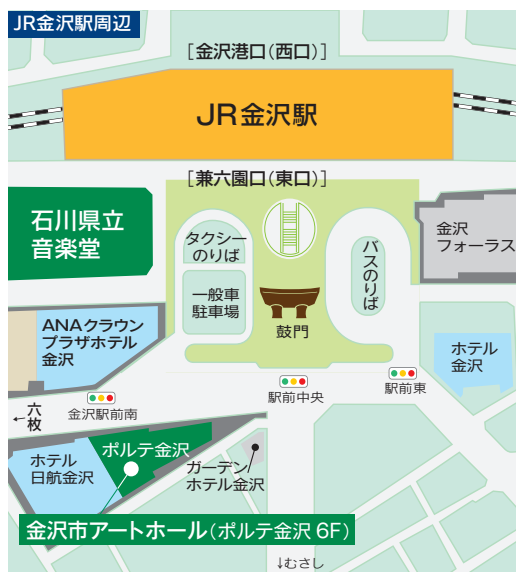 JR金沢駅周辺
［金沢港口（西口）］
JR金沢駅
［兼六園口（東口）］
石川県立
音楽堂
タクシー
のりば
バスのりば
金沢
フォーラス
一般車
駐車場
鼓門
ANAクラウン
プラザホテル
金沢
ホテル
金沢
駅前東
駅前中央
←六枚
金沢駅前南
ポルテ金沢
ホテル
日航金沢
ガーデン
ホテル金沢
金沢市アートホール（ポルテ金沢 6F）
↓むさし